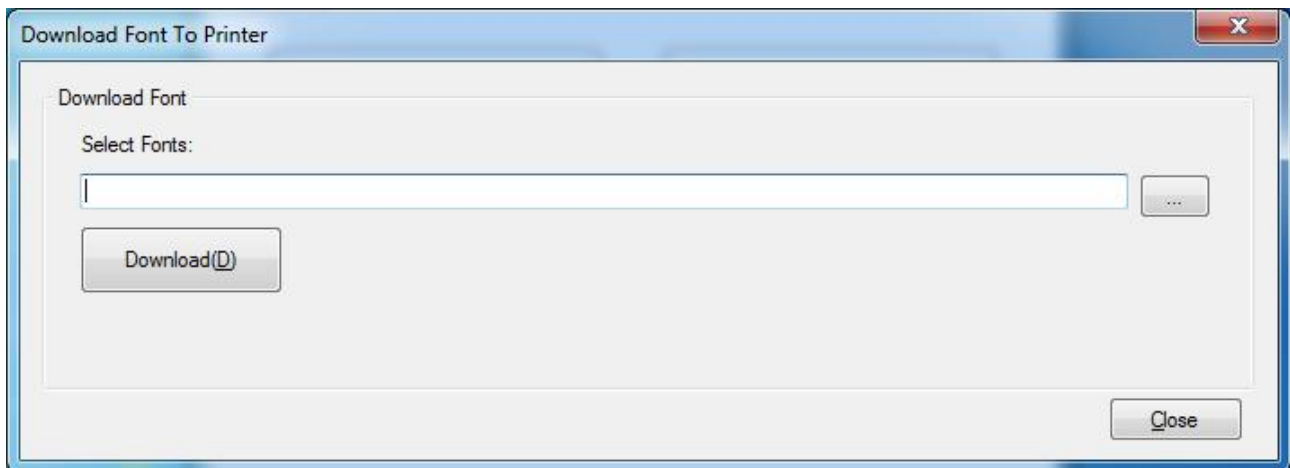 Download Font To Printer
Download Font
Select Fonts:
...
Download(D)
Close